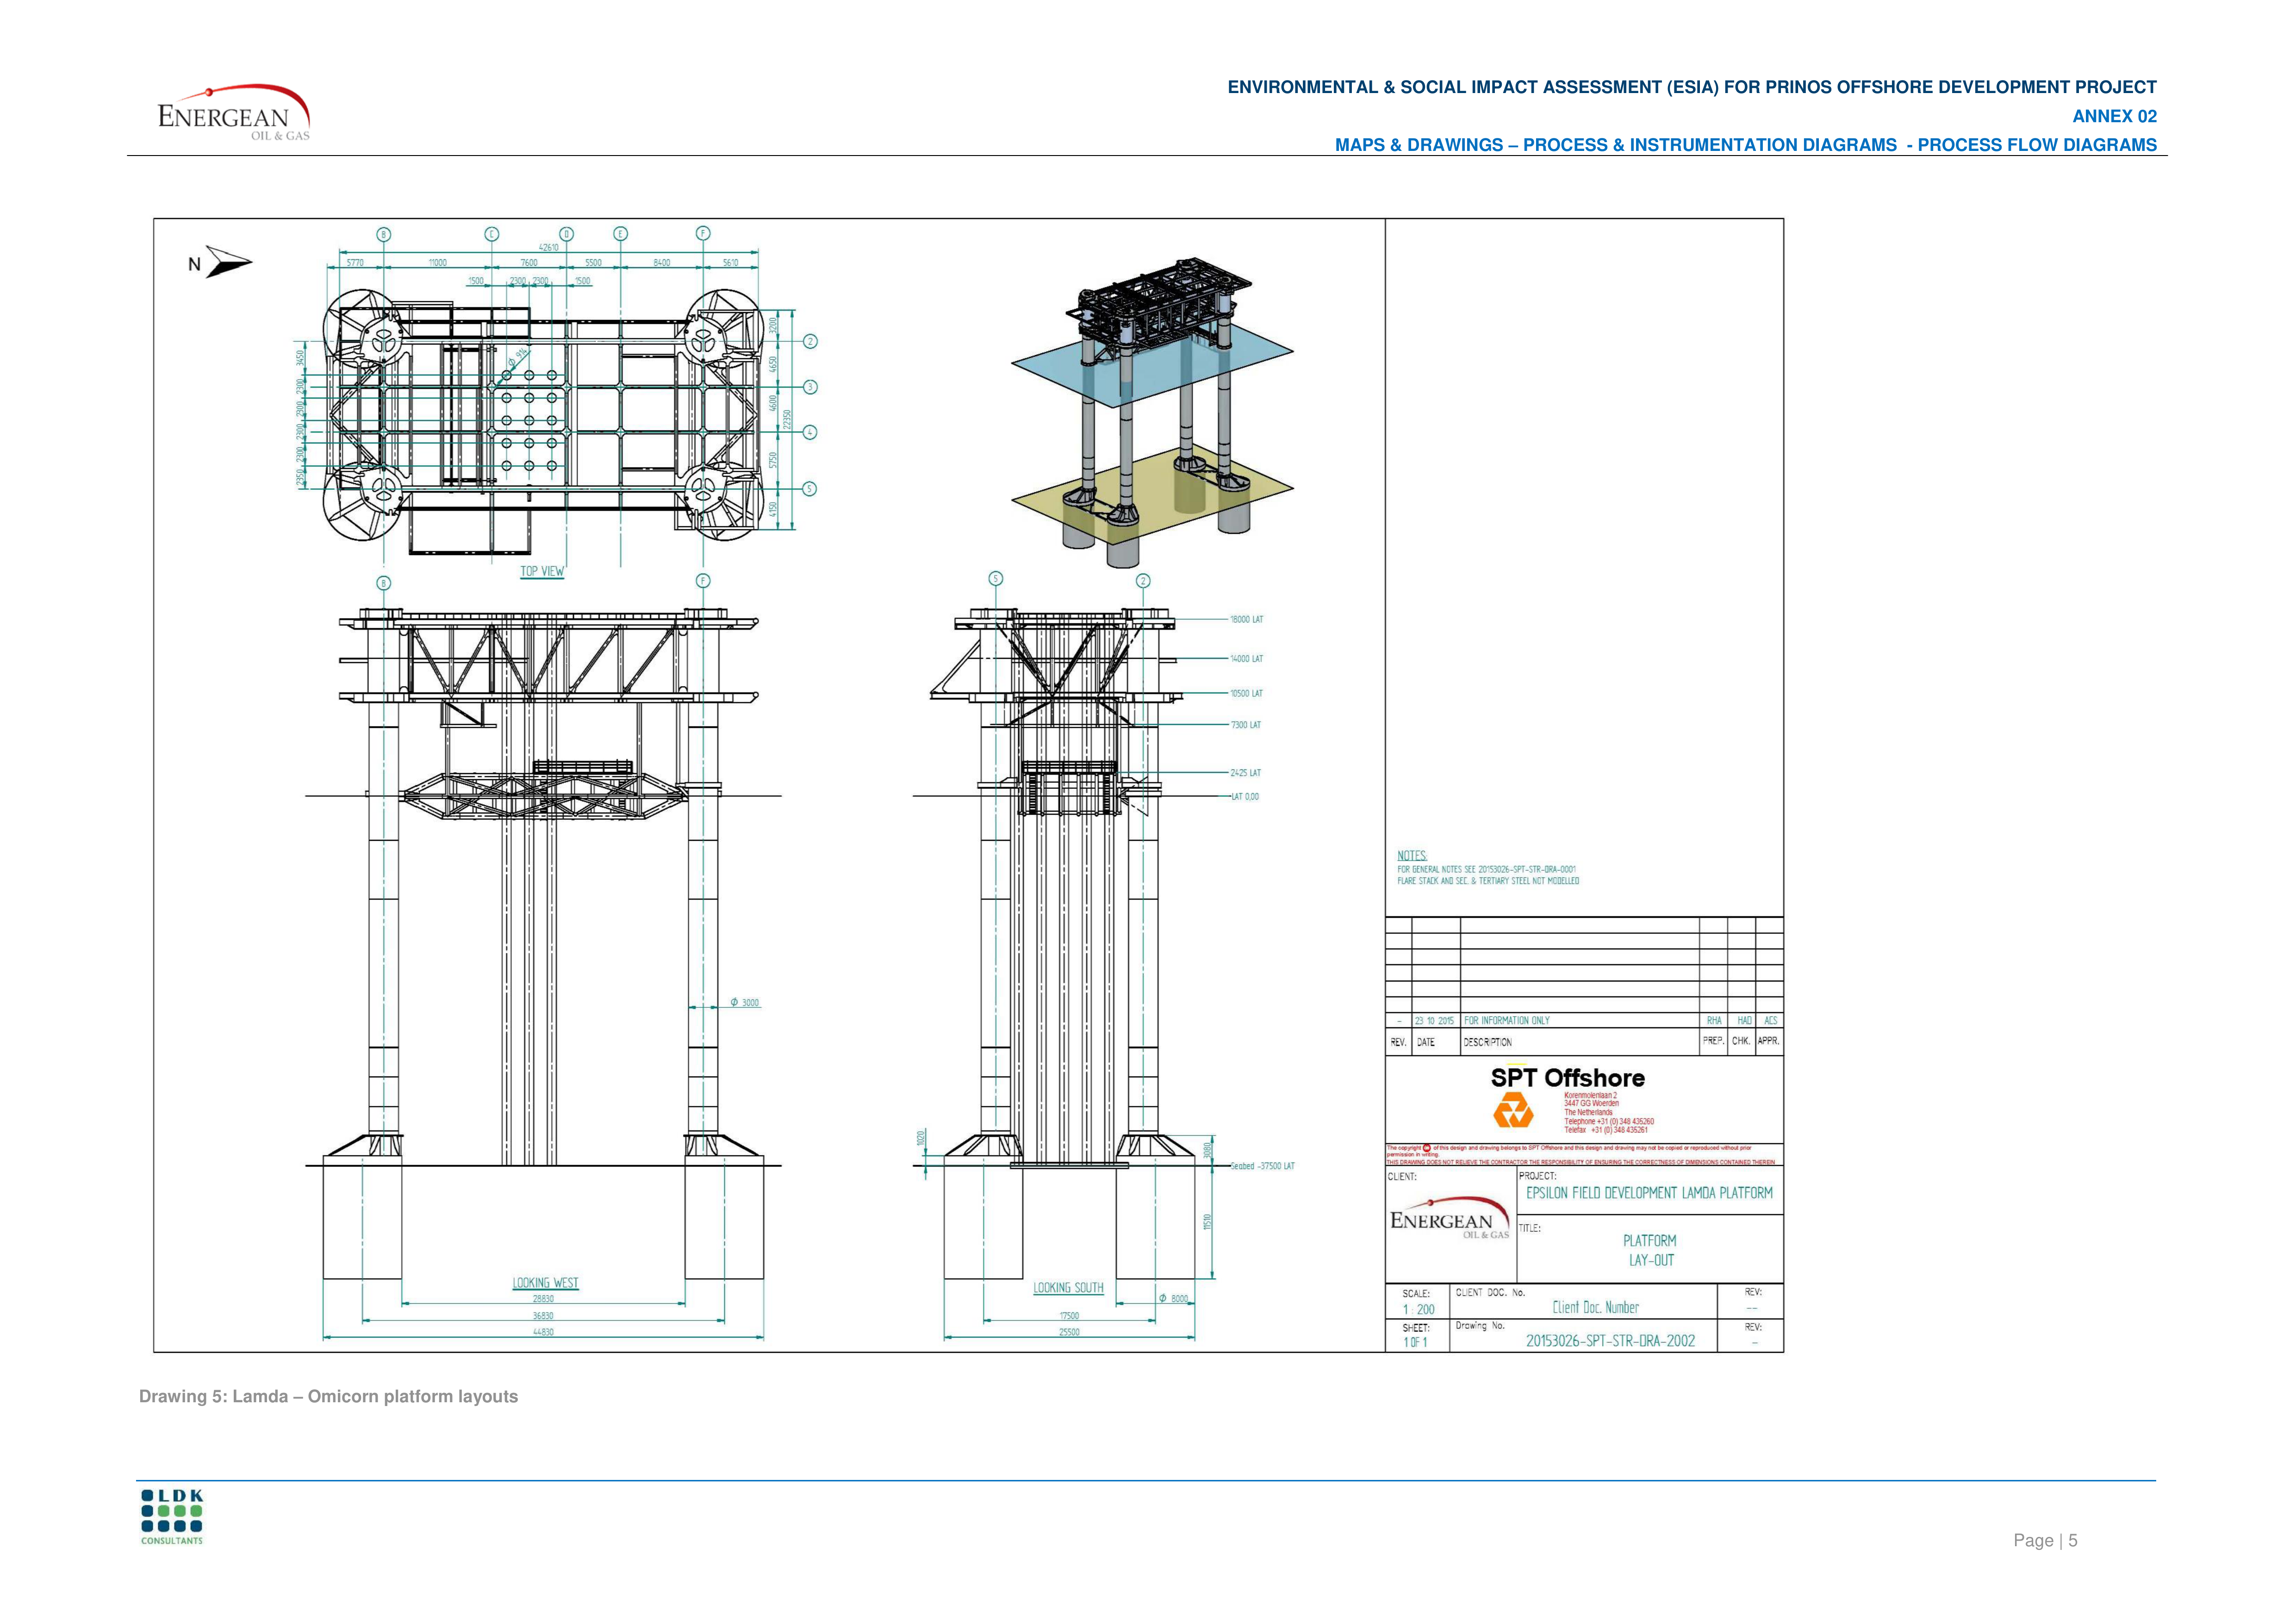 ENERGEAN
OIL & GAS
ENVIRONMENTAL & SOCIAL IMPACT ASSESSMENT (ESIA) FOR PRINOS OFFSHORE DEVELOPMENT PROJECT
ANNEX 02
MAPS & DRAWINGS – PROCESS & INSTRUMENTATION DIAGRAMS - PROCESS FLOW DIAGRAMS
N
B C D E F
42610
5770 11000 7600 5500 8400 5610
1500 2300 2300 1500
3450 2300 2300 2300 2300 2350
3200 4650 4600 5750 4150
22350
2
3
4
5
TOP VIEW
B F
5 2
18000 LAT
14000 LAT
10500 LAT
7300 LAT
2425 LAT
LAT 0,00
Ø 3000
1020
3080
Seabed -37500 LAT
11510
LOOKING WEST
28830
36830
44830
LOOKING SOUTH
Ø 8000
17500
25500
NOTES:
FOR GENERAL NOTES SEE 20153026-SPT-STR-DRA-0001
FLARE STACK AND SEC. & TERTIARY STEEL NOT MODELLED
- 23 10 2015 FOR INFORMATION ONLY RHA HAD ACS
REV. DATE DESCRIPTION PREP. CHK. APPR.
SPT Offshore
Korenmolenlaan 2
3447 GG Woerden
The Netherlands
Telephone +31 (0) 348 435260
Telefax +31 (0) 348 435261
The copyright of this design and drawing belongs to SPT Offshore and this design and drawing may not be copied or reproduced without prior
permission in writing.
THIS DRAWING DOES NOT RELIEVE THE CONTRACTOR THE RESPONSIBILITY OF ENSURING THE CORRECTNESS OF DIMENSIONS CONTAINED THEREIN
CLIENT:
ENERGEAN
OIL & GAS
PROJECT:
EPSILON FIELD DEVELOPMENT LAMDA PLATFORM
TITLE:
PLATFORM
LAY-OUT
SCALE:
1 : 200
CLIENT DOC. No.
Client Doc. Number
REV:
--
SHEET:
1 OF 1
Drawing No.
20153026-SPT-STR-DRA-2002
REV:
-
Drawing 5: Lamda – Omicorn platform layouts
LDK
CONSULTANTS
Page | 5